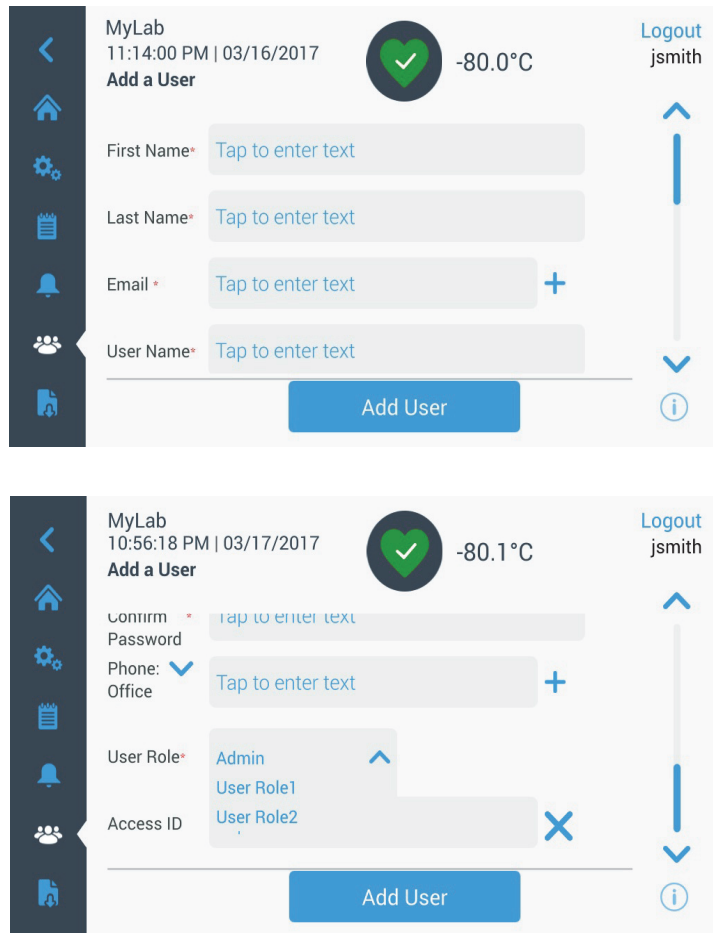 MyLab
11:14:00 PM | 03/16/2017
Add a User
-80.0°C
Logout
jsmith
First Name* Tap to enter text
Last Name* Tap to enter text
Email * Tap to enter text +
User Name* Tap to enter text
Add User
MyLab
10:56:18 PM | 03/17/2017
Add a User
-80.1°C
Logout
jsmith
Confirm * Tap to enter text
Password
Phone:
Office
Tap to enter text +
User Role* Admin
User Role1
User Role2
Access ID
Add User